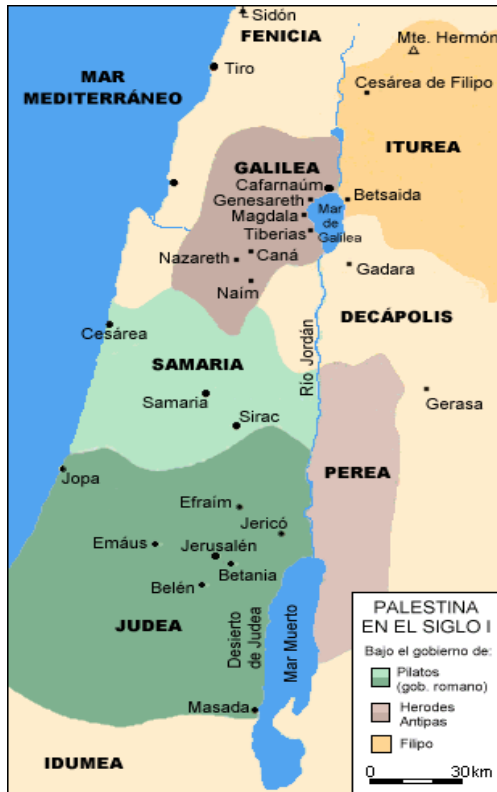 Sidón
FENICIA
Mte. Hermón
MAR
MEDITERRÁNEO
Tiro
Cesárea de Filipo
ITUREA
GALILEA
Cafarnaúm
Genesareth
Betsaida
Magdala
Mar
de
Galilea
Tiberias
Nazareth
Caná
Gadara
Naím
DECÁPOLIS
Cesárea
Río Jordán
SAMARIA
Samaria
Gerasa
Sirac
Jopa
PEREA
Efraím
Jericó
Emáus
Jerusalén
Betania
Belén
JUDEA
Desierto
de Judea
Mar Muerto
Masada
IDUMEA
PALESTINA
EN EL SIGLO I
Bajo el gobierno de:
Pilatos
(gob. romano)
Herodes
Antipas
Filipo
0 30km